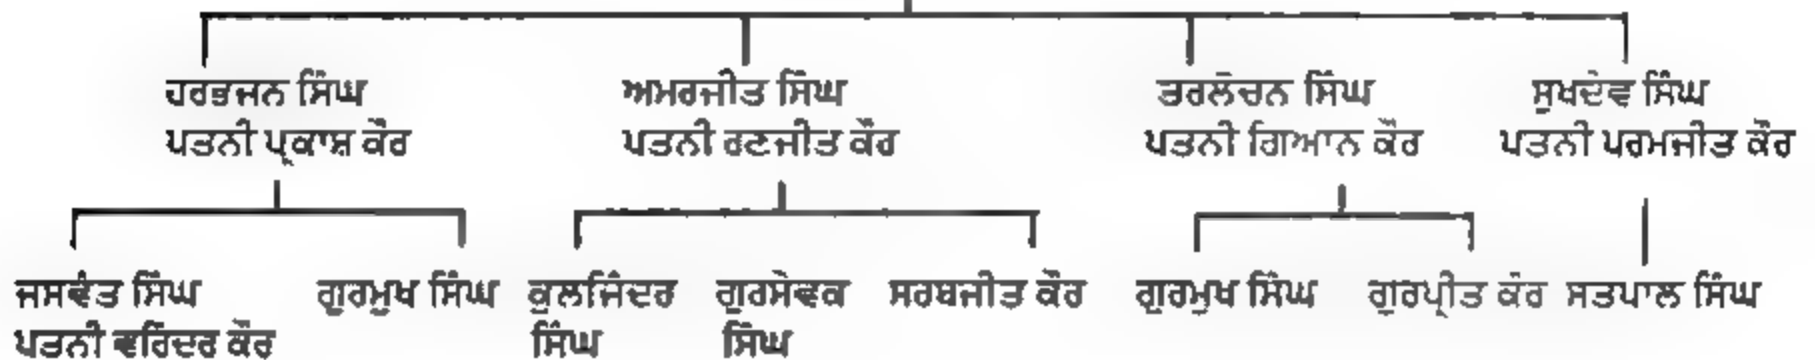 ਹਰਭਜਨ ਸਿੰਘ ਅਮਰਜੀਤ ਸਿੰਘ ਤਰਲੋਚਨ ਸਿੰਘ ਸੁਖਦੇਵ ਸਿੰਘ
ਪਤਨੀ ਪ੍ਰਕਾਸ਼ ਕੌਰ ਪਤਨੀ ਰਣਜੀਤ ਕੌਰ ਪਤਨੀ ਗਿਆਨ ਕੌਰ ਪਤਨੀ ਪਰਮਜੀਤ ਕੌਰ
ਜਸਵੰਤ ਸਿੰਘ ਗੁਰਮੁਖ ਸਿੰਘ ਕੁਲਜਿੰਦਰ ਗੁਰਸੇਵਕ ਸਰਬਜੀਤ ਕੌਰ ਗੁਰਮੁਖ ਸਿੰਘ ਗੁਰਪ੍ਰੀਤ ਕੌਰ ਸਤਪਾਲ ਸਿੰਘ
ਪਤਨੀ ਵਰਿੰਦਰ ਕੌਰ ਸਿੰਘ ਸਿੰਘ